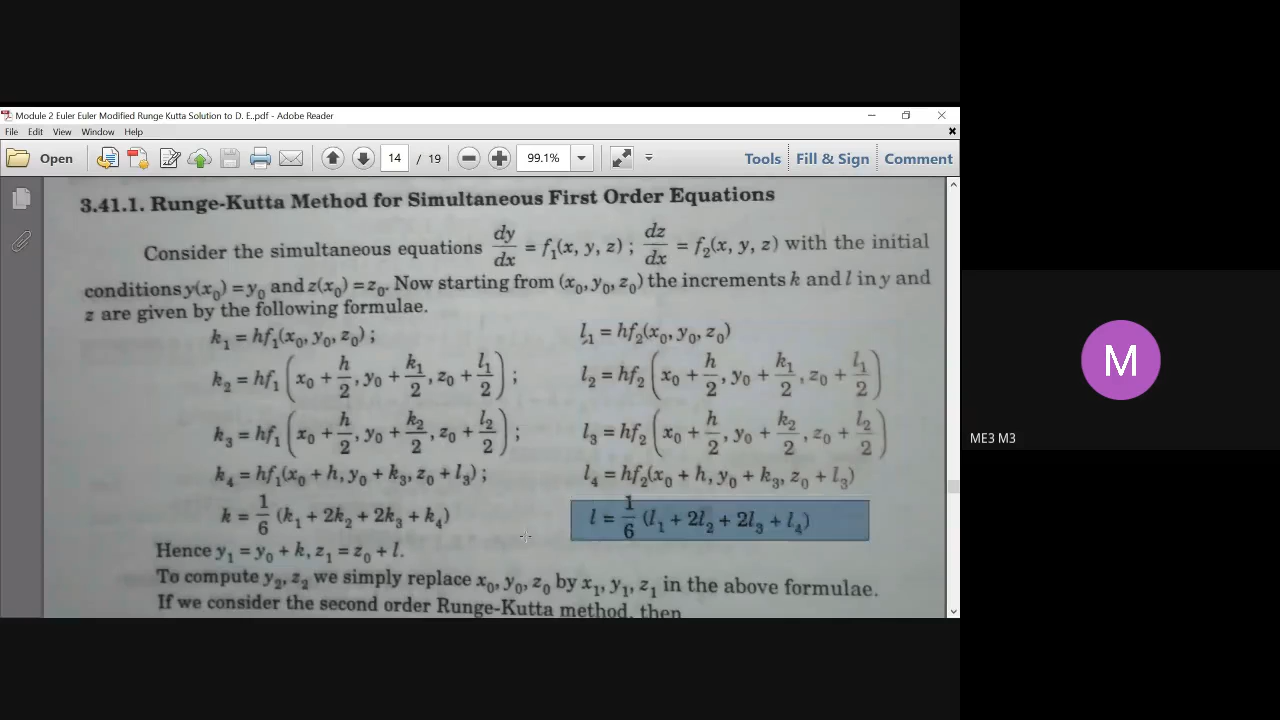 Module 2 Euler Euler Modified Runge Kutta Solution to D. E..pdf - Adobe Reader
File Edit View Window Help
Open 14 / 19 99.1% Tools Fill & Sign Comment
3.41.1. Runge-Kutta Method for Simultaneous First Order Equations
Consider the simultaneous equations dy/dx = f₁(x, y, z) ; dz/dx = f₂(x, y, z) with the initial
conditions y(x₀) = y₀ and z(x₀) = z₀. Now starting from (x₀, y₀, z₀) the increments k and l in y and
z are given by the following formulae.
k₁ = hf₁(x₀, y₀, z₀) ; l₁ = hf₂(x₀, y₀, z₀)
k₂ = hf₁ (x₀ + h/2, y₀ + k₁/2, z₀ + l₁/2) ; l₂ = hf₂ (x₀ + h/2, y₀ + k₁/2, z₀ + l₁/2)
k₃ = hf₁ (x₀ + h/2, y₀ + k₂/2, z₀ + l₂/2) ; l₃ = hf₂ (x₀ + h/2, y₀ + k₂/2, z₀ + l₂/2)
k₄ = hf₁(x₀ + h, y₀ + k₃, z₀ + l₃) ; l₄ = hf₂(x₀ + h, y₀ + k₃, z₀ + l₃)
k = 1/6 (k₁ + 2k₂ + 2k₃ + k₄) l = 1/6 (l₁ + 2l₂ + 2l₃ + l₄)
Hence y₁ = y₀ + k, z₁ = z₀ + l.
To compute y₂, z₂ we simply replace x₀, y₀, z₀ by x₁, y₁, z₁ in the above formulae.
If we consider the second order Runge-Kutta method, then
M
ME3 M3